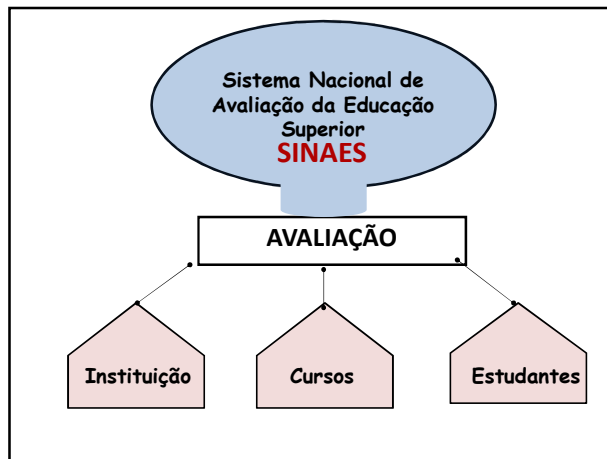 Sistema Nacional de
Avaliação da Educação
Superior
SINAES
AVALIAÇÃO
Instituição
Cursos
Estudantes